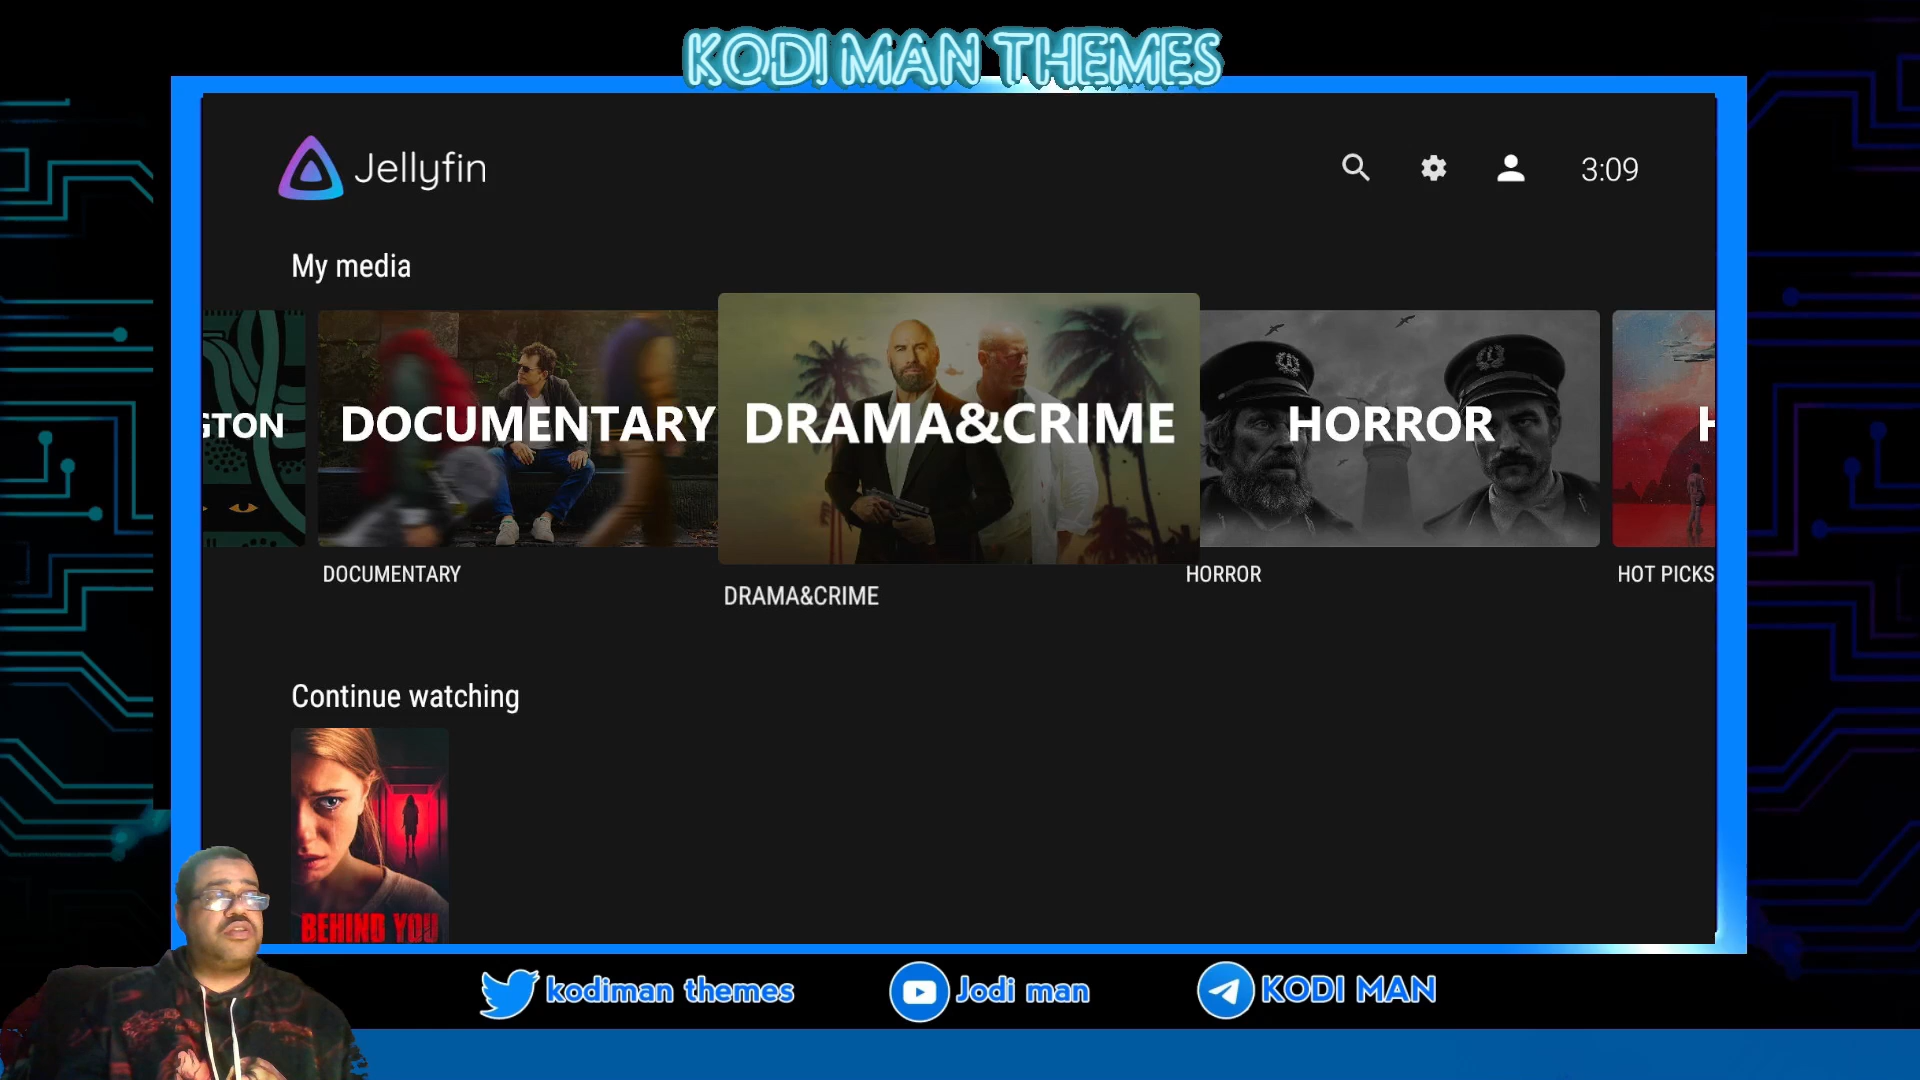 KODI MAN THEMES
Jellyfin
3:09
My media
GTON
DOCUMENTARY
DRAMA&CRIME
HORROR
H
DOCUMENTARY
DRAMA&CRIME
HORROR
HOT PICKS
Continue watching
BEHIND YOU
kodiman themes
Jodi man
KODI MAN